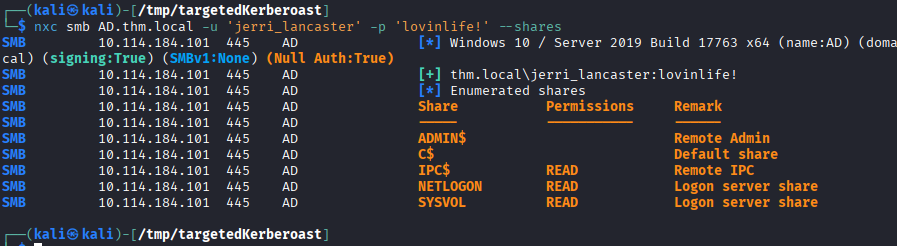 ┌──(kali㉿kali)-[/tmp/targetedKerberoast]
└─$ nxc smb AD.thm.local -u 'jerri_lancaster' -p 'lovinlife!' --shares
SMB 10.114.184.101 445 AD [*] Windows 10 / Server 2019 Build 17763 x64 (name:AD) (doma
cal) (signing:True) (SMBv1:None) (Null Auth:True)
SMB 10.114.184.101 445 AD [+] thm.local\jerri_lancaster:lovinlife!
SMB 10.114.184.101 445 AD [*] Enumerated shares
SMB 10.114.184.101 445 AD Share Permissions Remark
SMB 10.114.184.101 445 AD ----- ----------- ------
SMB 10.114.184.101 445 AD ADMIN$ Remote Admin
SMB 10.114.184.101 445 AD C$ Default share
SMB 10.114.184.101 445 AD IPC$ READ Remote IPC
SMB 10.114.184.101 445 AD NETLOGON READ Logon server share
SMB 10.114.184.101 445 AD SYSVOL READ Logon server share
┌──(kali㉿kali)-[/tmp/targetedKerberoast]